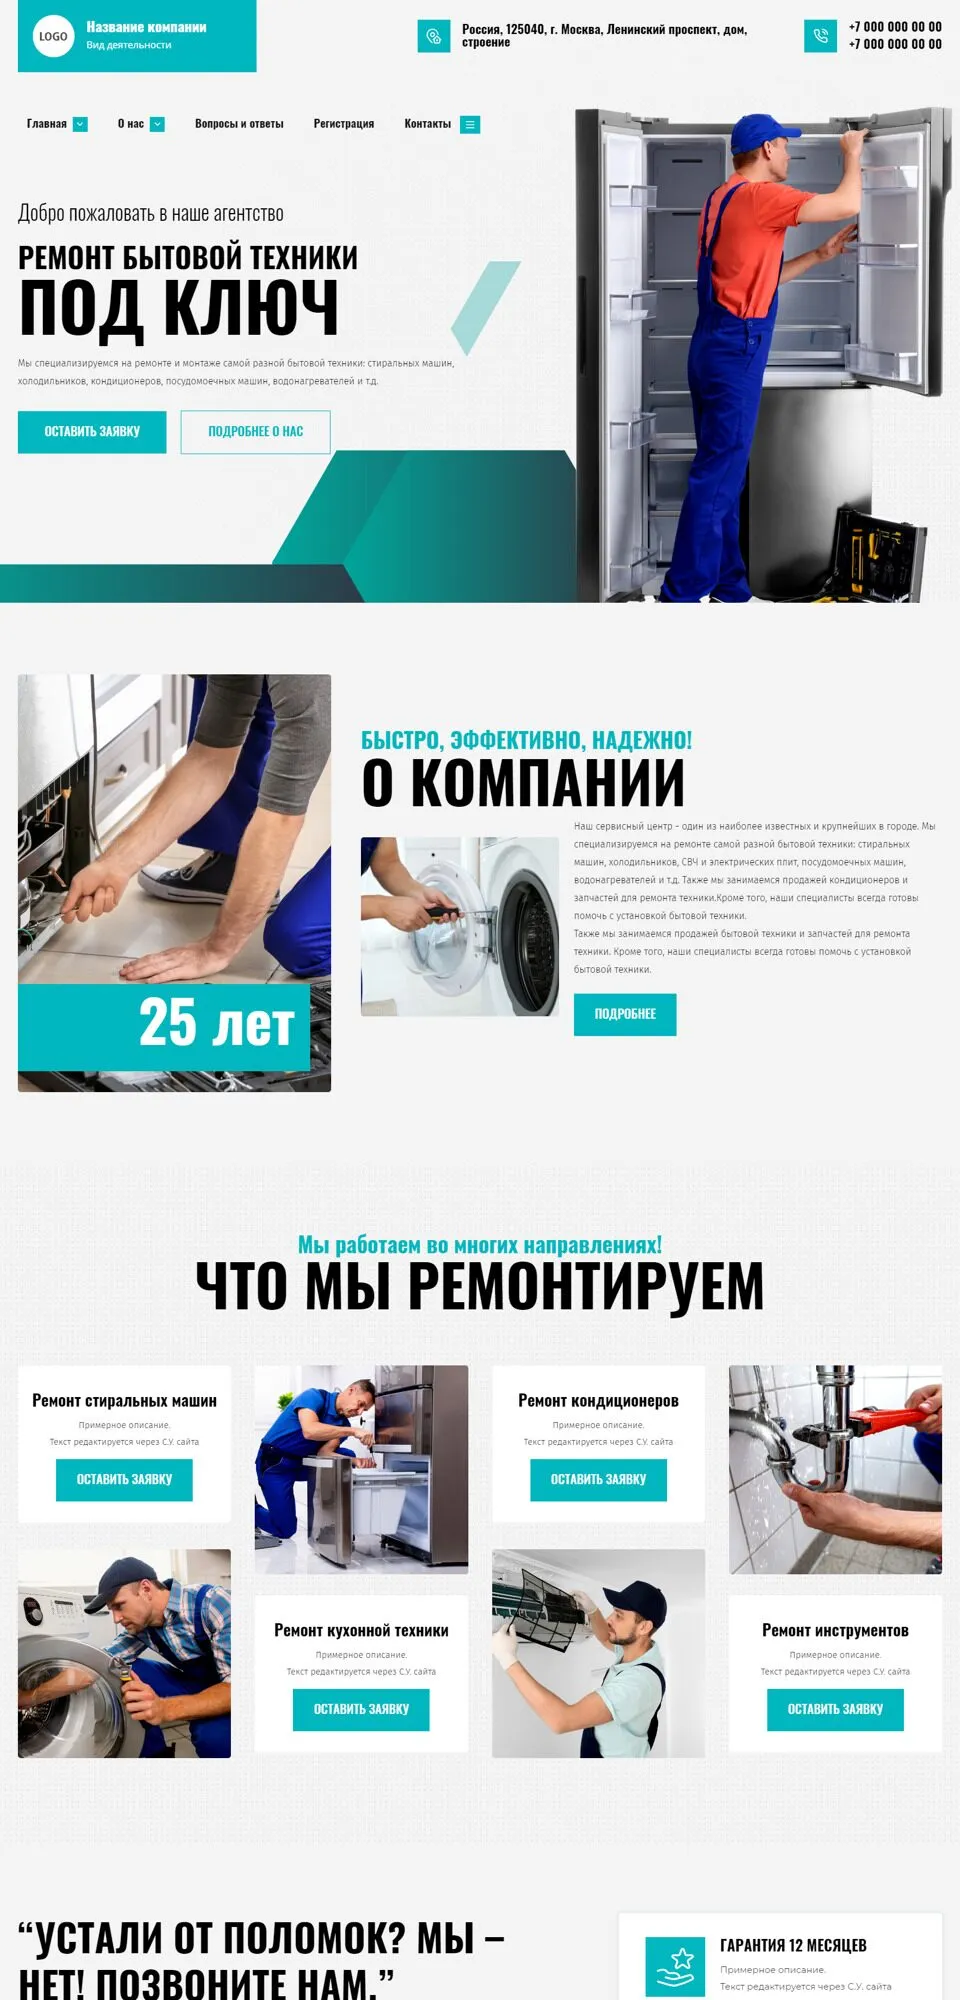 LOGO
Название компании
Вид деятельности
Россия, 125040, г. Москва, Ленинский проспект, дом,
строение
+7 000 000 00 00
+7 000 000 00 00
Главная
О нас
Вопросы и ответы
Регистрация
Контакты
Добро пожаловать в наше агентство
РЕМОНТ БЫТОВОЙ ТЕХНИКИ
ПОД КЛЮЧ
Мы специализируемся на ремонте и монтаже самой разной бытовой техники: стиральных машин,
холодильников, кондиционеров, посудомоечных машин, водонагревателей и т.д.
ОСТАВИТЬ ЗАЯВКУ
ПОДРОБНЕЕ О НАС
25 лет
БЫСТРО, ЭФФЕКТИВНО, НАДЕЖНО!
О КОМПАНИИ
Наш сервисный центр - один из наиболее известных и крупнейших в городе. Мы
специализируемся на ремонте самой разной бытовой техники: стиральных
машин, холодильников, СВЧ и электрических плит, посудомоечных машин,
водонагревателей и т.д. Также мы занимаемся продажей кондиционеров и
запчастей для ремонта техники.Кроме того, наши специалисты всегда готовы
помочь с установкой бытовой техники.
Также мы занимаемся продажей бытовой техники и запчастей для ремонта
техники. Кроме того, наши специалисты всегда готовы помочь с установкой
бытовой техники.
ПОДРОБНЕЕ
Мы работаем во многих направлениях!
ЧТО МЫ РЕМОНТИРУЕМ
Ремонт стиральных машин
Примерное описание.
Текст редактируется через С.У. сайта
ОСТАВИТЬ ЗАЯВКУ
Ремонт кондиционеров
Примерное описание.
Текст редактируется через С.У. сайта
ОСТАВИТЬ ЗАЯВКУ
Ремонт кухонной техники
Примерное описание.
Текст редактируется через С.У. сайта
ОСТАВИТЬ ЗАЯВКУ
Ремонт инструментов
Примерное описание.
Текст редактируется через С.У. сайта
ОСТАВИТЬ ЗАЯВКУ
“УСТАЛИ ОТ ПОЛОМОК? МЫ –
НЕТ! ПОЗВОНИТЕ НАМ.”
ГАРАНТИЯ 12 МЕСЯЦЕВ
Примерное описание.
Текст редактируется через С.У. сайта